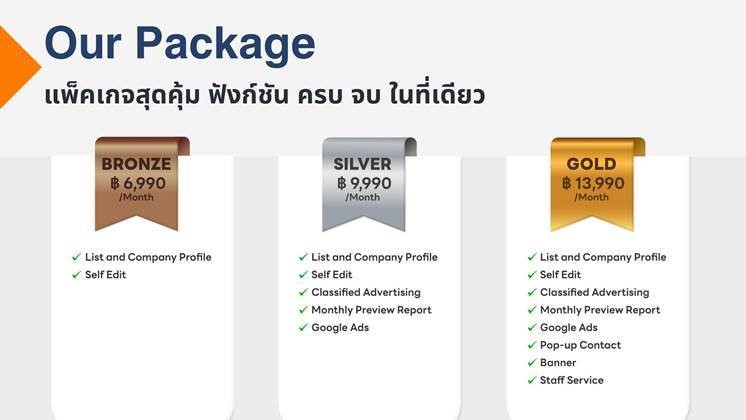 Our Package
แพ็คเกจสุดคุ้ม ฟังก์ชัน ครบ จบ ในที่เดียว
BRONZE
฿ 6,990
/Month
List and Company Profile
Self Edit
SILVER
฿ 9,990
/Month
List and Company Profile
Self Edit
Classified Advertising
Monthly Preview Report
Google Ads
GOLD
฿ 13,990
/Month
List and Company Profile
Self Edit
Classified Advertising
Monthly Preview Report
Google Ads
Pop-up Contact
Banner
Staff Service